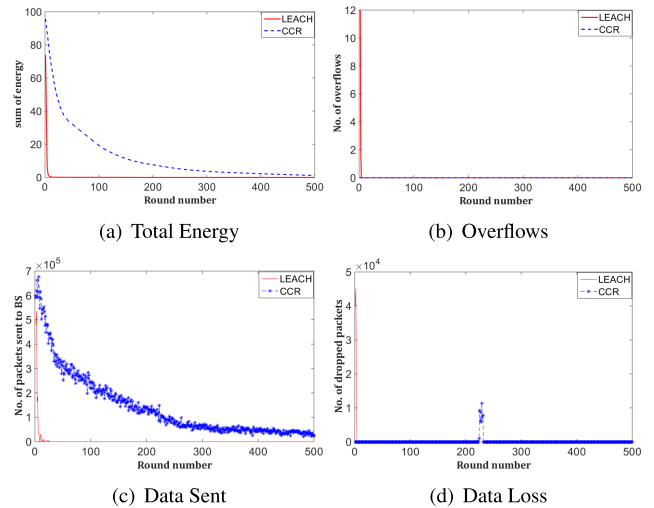 100
80
60
40
20
0
sum of energy
LEACH
CCR
0 100 200 300 400 500
Round number
(a) Total Energy
12
10
8
6
4
2
0
No. of overflows
LEACH
CCR
0 100 200 300 400 500
Round number
(b) Overflows
×10^5
7
6
5
4
3
2
1
0
No. of packets sent to BS
LEACH
CCR
0 100 200 300 400 500
Round number
(c) Data Sent
×10^4
5
4
3
2
1
0
No. of dropped packets
LEACH
CCR
0 100 200 300 400 500
Round number
(d) Data Loss